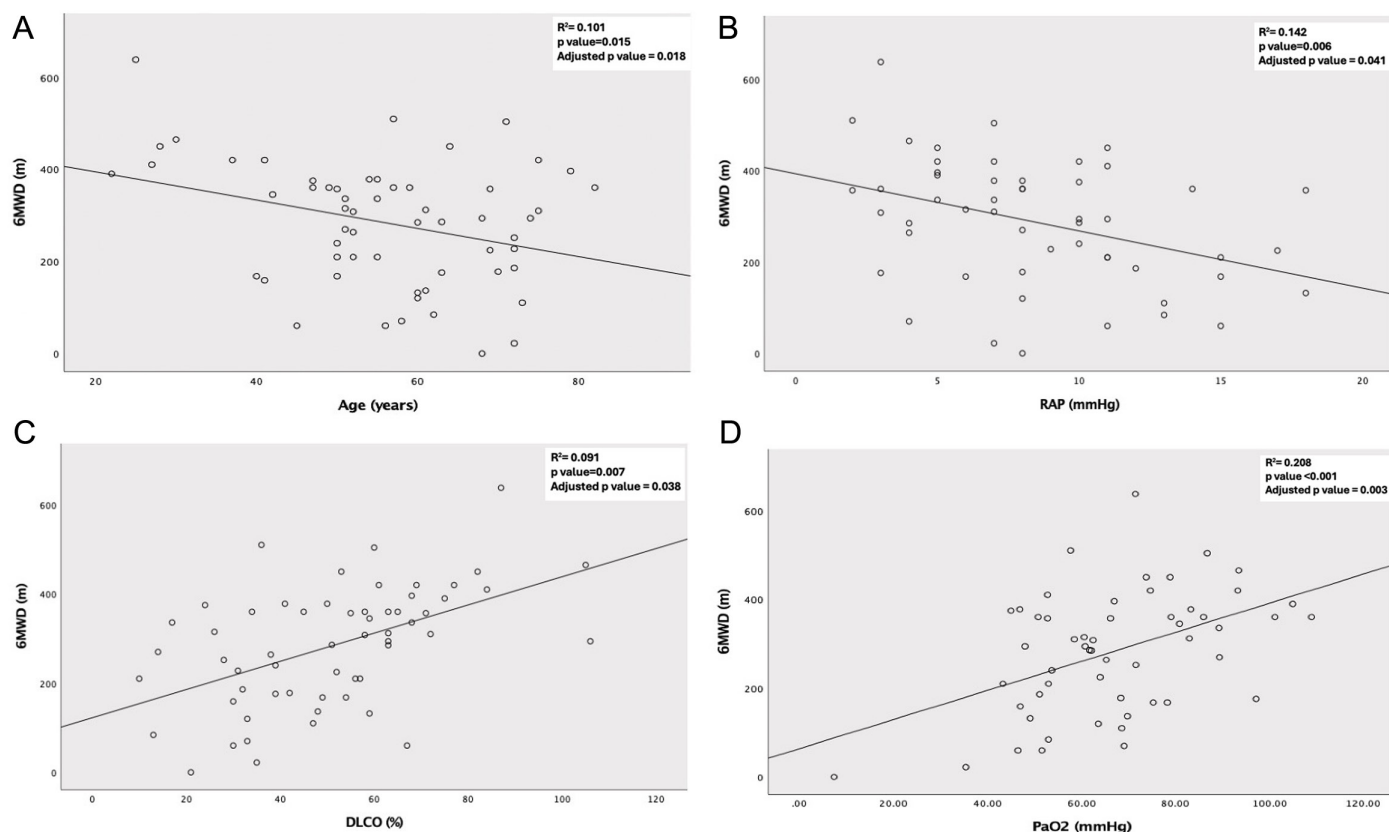 A
R²= 0.101
p value=0.015
Adjusted p value = 0.018
6MWD (m)
600
400
200
0
20 40 60 80
Age (years)
B
R²= 0.142
p value=0.006
Adjusted p value = 0.041
6MWD (m)
600
400
200
0
0 5 10 15 20
RAP (mmHg)
C
R²= 0.091
p value=0.007
Adjusted p value = 0.038
6MWD (m)
600
400
200
0
0 20 40 60 80 100 120
DLCO (%)
D
R²= 0.208
p value <0.001
Adjusted p value = 0.003
6MWD (m)
600
400
200
0
.00 20.00 40.00 60.00 80.00 100.00 120.00
PaO2 (mmHg)